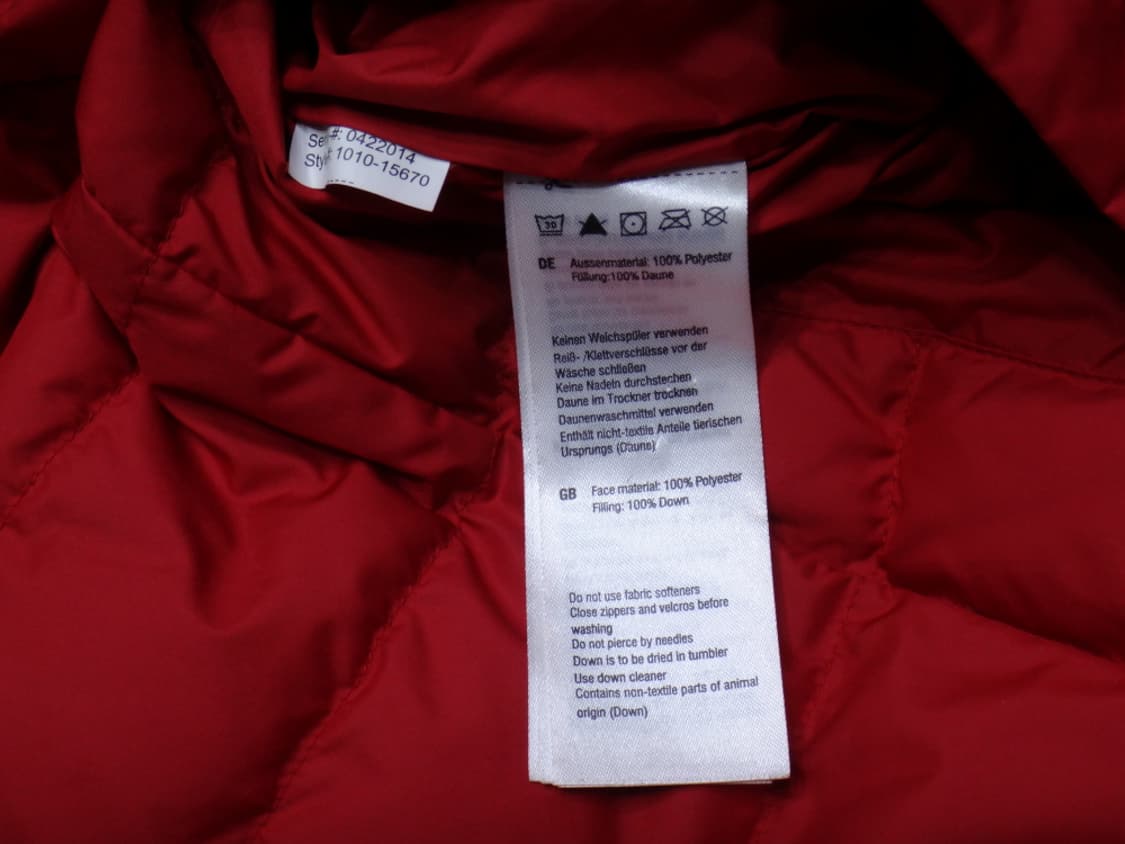 #: 0422014
1010-15670
30
DE Aussenmaterial: 100% Polyester
Füllung:100% Daune
Keinen Weichspüler verwenden
Reiß- /Klettverschlüsse vor der
Wäsche schließen
Keine Nadeln durchstechen
Daune im Trockner trocknen
Daunenwaschmittel verwenden
Enthält nicht-textile Anteile tierischen
Ursprungs (Daune)
GB Face material: 100% Polyester
Filling: 100% Down
Do not use fabric softeners
Close zippers and velcros before
washing
Do not pierce by needles
Down is to be dried in tumbler
Use down cleaner
Contains non-textile parts of animal
origin (Down)